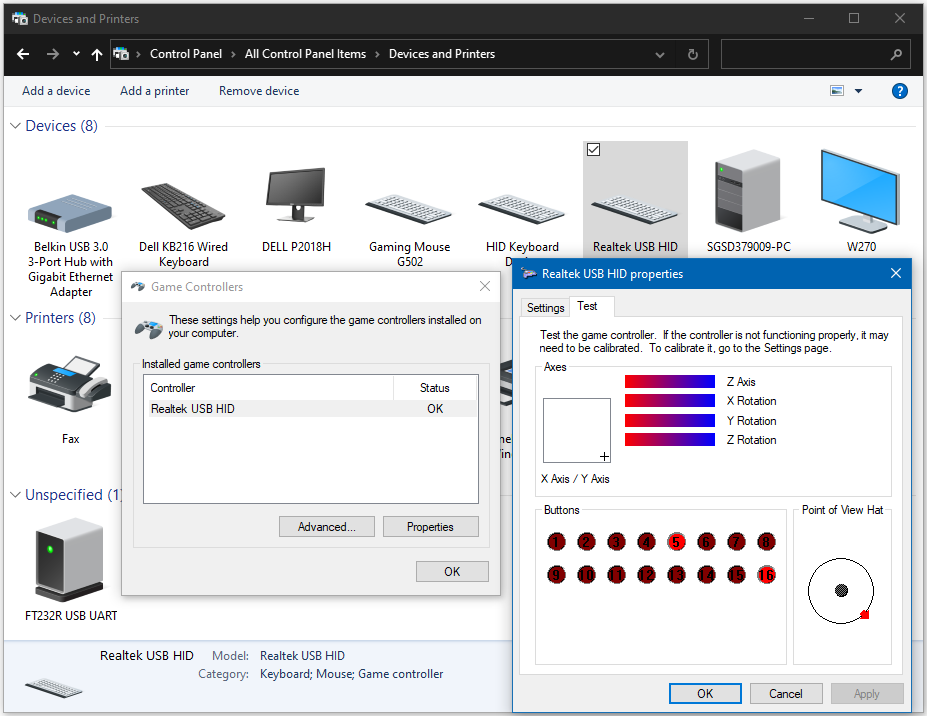 Devices and Printers
Control Panel
All Control Panel Items
Devices and Printers
Add a device
Add a printer
Remove device
Devices (8)
Belkin USB 3.0
3-Port Hub with
Gigabit Ethernet
Adapter
Dell KB216 Wired
Keyboard
DELL P2018H
Gaming Mouse
G502
HID Keyboard
Realtek USB HID
SGSD379009-PC
W270
Printers (8)
Fax
Unspecified (1
FT232R USB UART
Game Controllers
These settings help you configure the game controllers installed on
your computer.
Installed game controllers
Controller
Status
Realtek USB HID
OK
Advanced...
Properties
OK
Realtek USB HID properties
Settings
Test
Test the game controller.  If the controller is not functioning properly, it may
need to be calibrated.  To calibrate it, go to the Settings page.
Axes
Z Axis
X Rotation
Y Rotation
Z Rotation
X Axis / Y Axis
Buttons
1 2 3 4 5 6 7 8
9 10 11 12 13 14 15 16
Point of View Hat
OK
Cancel
Apply
Realtek USB HID
Model: Realtek USB HID
Category: Keyboard; Mouse; Game controller